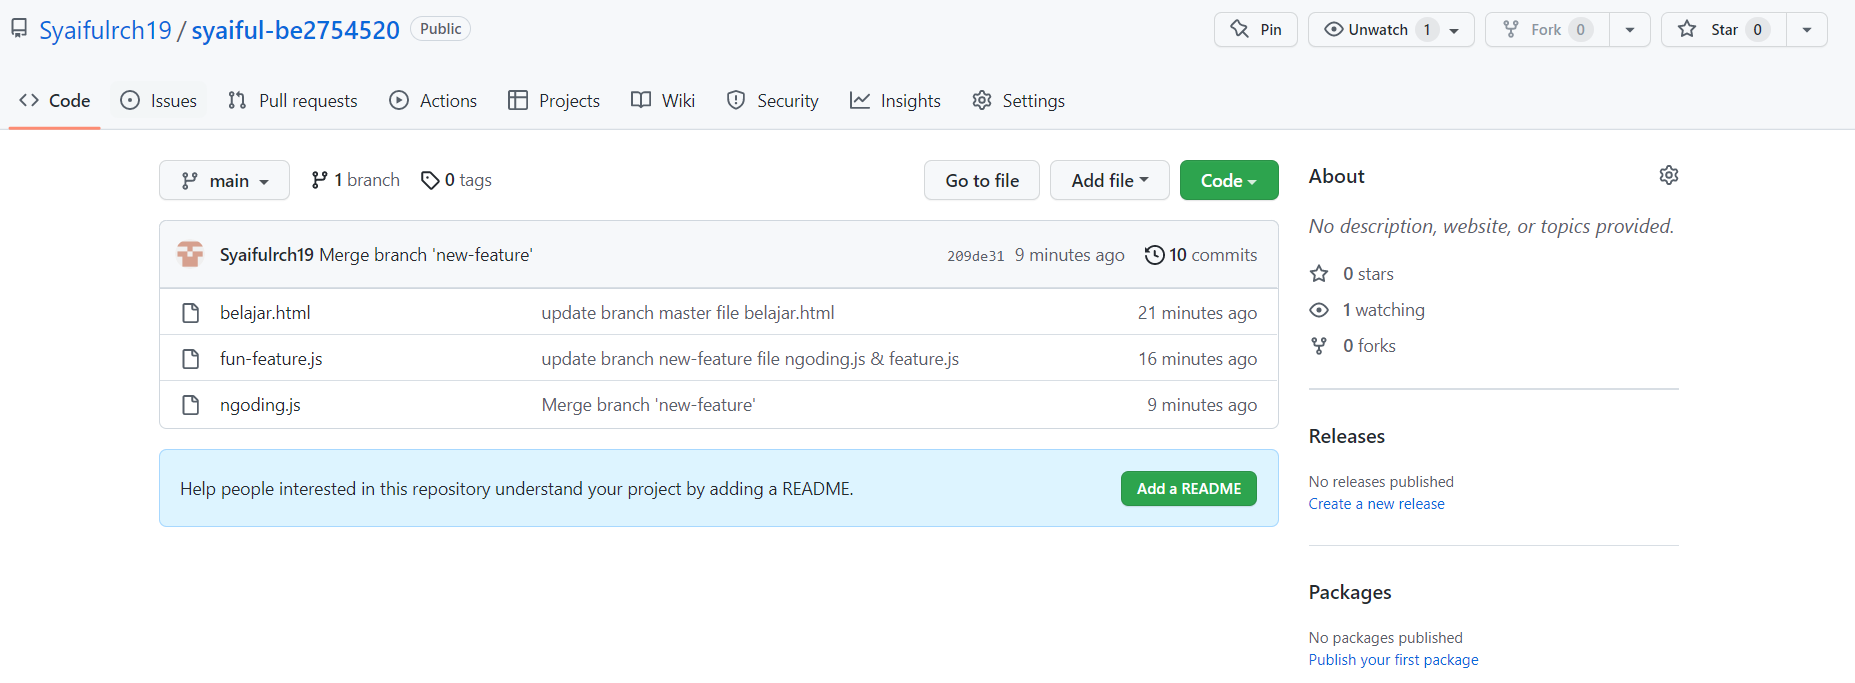 Syaifulrch19 / syaiful-be2754520 Public Pin Unwatch 1 Fork 0 Star 0
Code Issues Pull requests Actions Projects Wiki Security Insights Settings
main 1 branch 0 tags Go to file Add file Code
Syaifulrch19 Merge branch 'new-feature' 209de31 9 minutes ago 10 commits
belajar.html update branch master file belajar.html 21 minutes ago
fun-feature.js update branch new-feature file ngoding.js & feature.js 16 minutes ago
ngoding.js Merge branch 'new-feature' 9 minutes ago
Help people interested in this repository understand your project by adding a README. Add a README
About
No description, website, or topics provided.
0 stars
1 watching
0 forks
Releases
No releases published
Create a new release
Packages
No packages published
Publish your first package